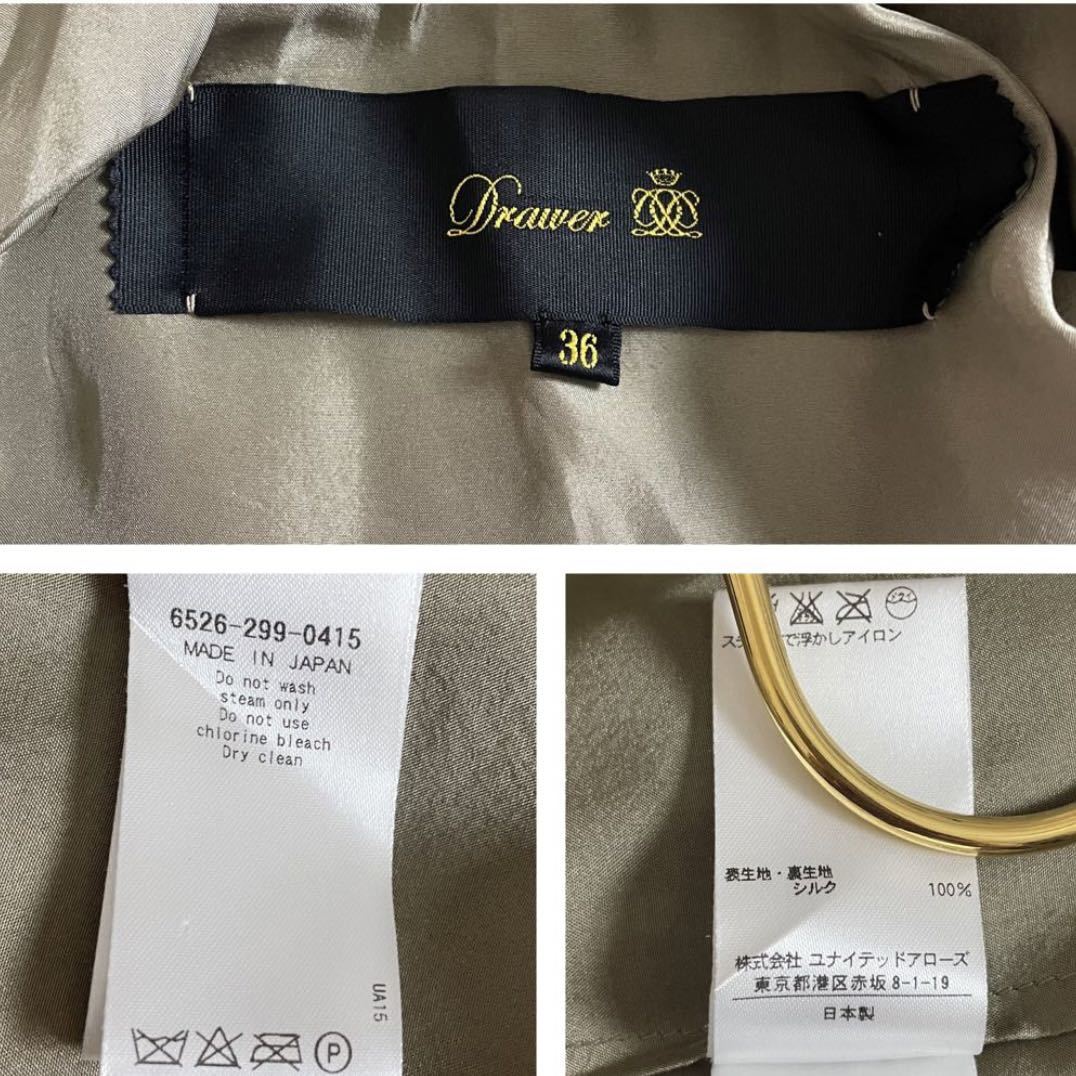 Drawer
36
6526-299-0415
MADE IN JAPAN
Do not wash
steam only
Do not use
chlorine bleach
Dry clean
UA15
P
で浮かしアイロン
表生地・裏生地
シルク 100%
株式会社 ユナイテッドアローズ
東京都港区赤坂 8-1-19
日本製